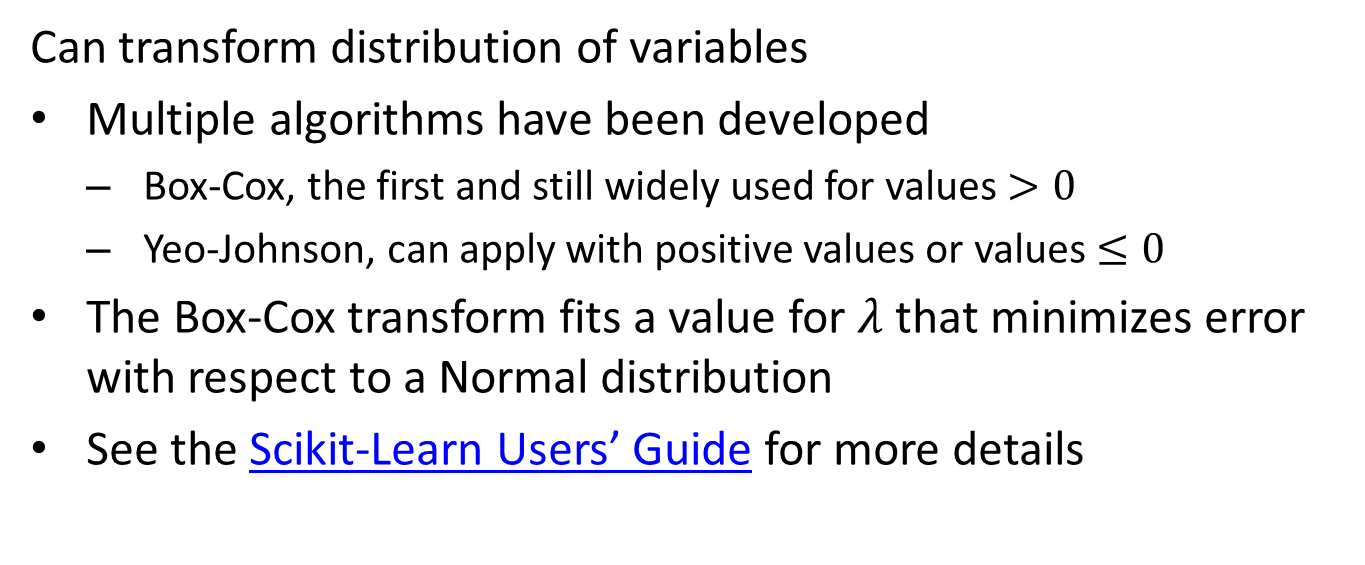 Can transform distribution of variables
• Multiple algorithms have been developed
– Box-Cox, the first and still widely used for values > 0
– Yeo-Johnson, can apply with positive values or values ≤ 0
• The Box-Cox transform fits a value for λ that minimizes error
with respect to a Normal distribution
• See the Scikit-Learn Users’ Guide for more details